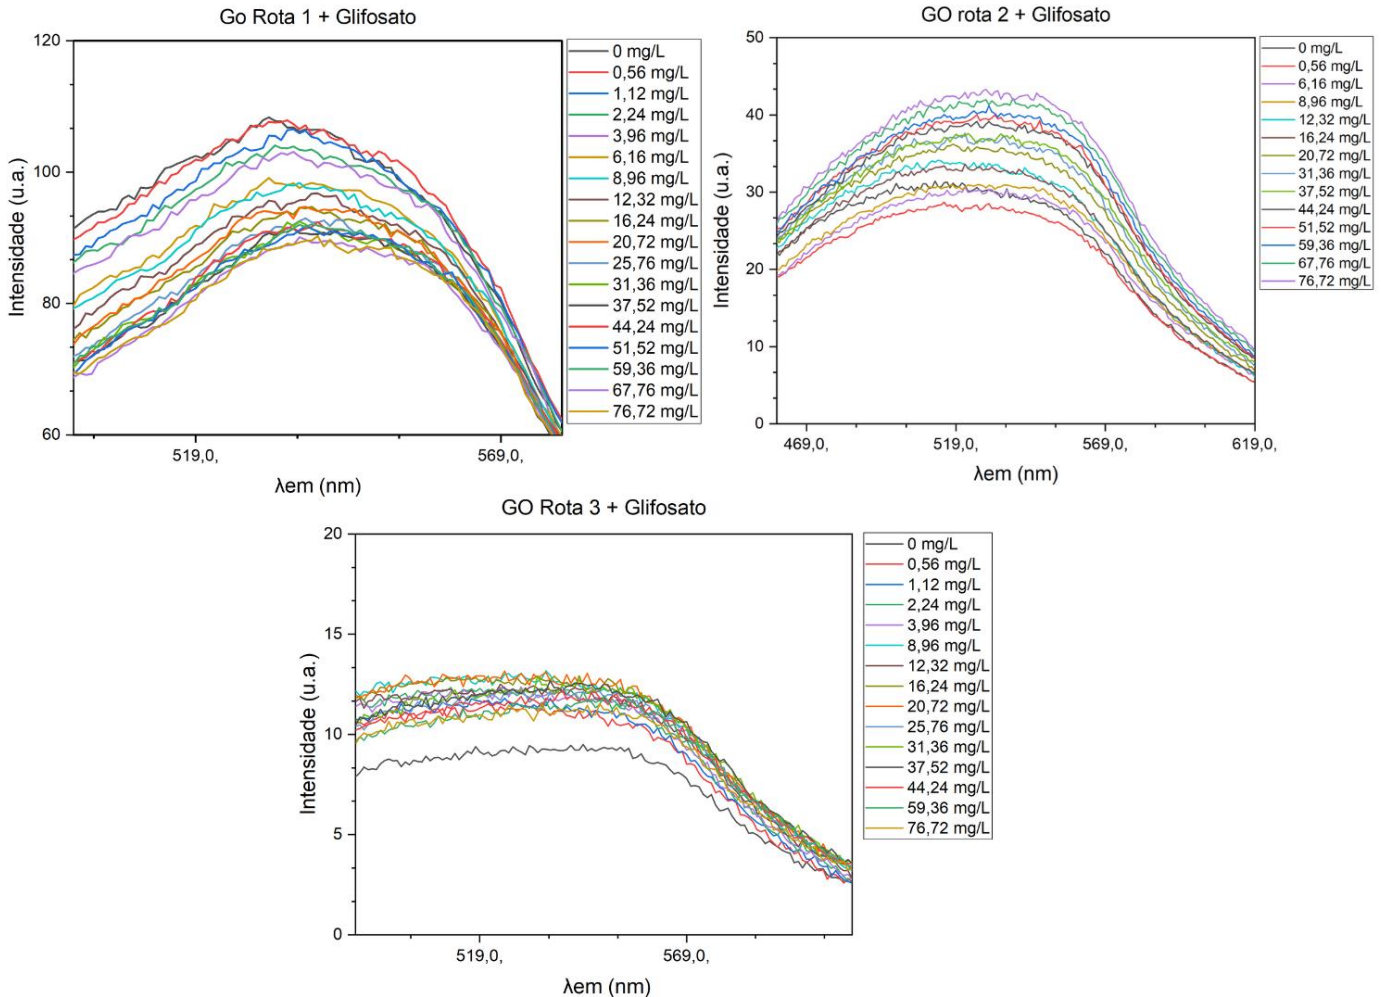 Go Rota 1 + Glifosato
120
100
80
60
Intensidade (u.a.)
519,0,
569,0,
λem (nm)
0 mg/L
0,56 mg/L
1,12 mg/L
2,24 mg/L
3,96 mg/L
6,16 mg/L
8,96 mg/L
12,32 mg/L
16,24 mg/L
20,72 mg/L
25,76 mg/L
31,36 mg/L
37,52 mg/L
44,24 mg/L
51,52 mg/L
59,36 mg/L
67,76 mg/L
76,72 mg/L
GO rota 2 + Glifosato
50
40
30
20
10
0
Intensidade (u.a.)
469,0,
519,0,
569,0,
619,0,
λem (nm)
0 mg/L
0,56 mg/L
6,16 mg/L
8,96 mg/L
12,32 mg/L
16,24 mg/L
20,72 mg/L
31,36 mg/L
37,52 mg/L
44,24 mg/L
51,52 mg/L
59,36 mg/L
67,76 mg/L
76,72 mg/L
GO Rota 3 + Glifosato
20
15
10
5
0
Intensidade (u.a.)
519,0,
569,0,
λem (nm)
0 mg/L
0,56 mg/L
1,12 mg/L
2,24 mg/L
3,96 mg/L
8,96 mg/L
12,32 mg/L
16,24 mg/L
20,72 mg/L
25,76 mg/L
31,36 mg/L
37,52 mg/L
44,24 mg/L
59,36 mg/L
76,72 mg/L